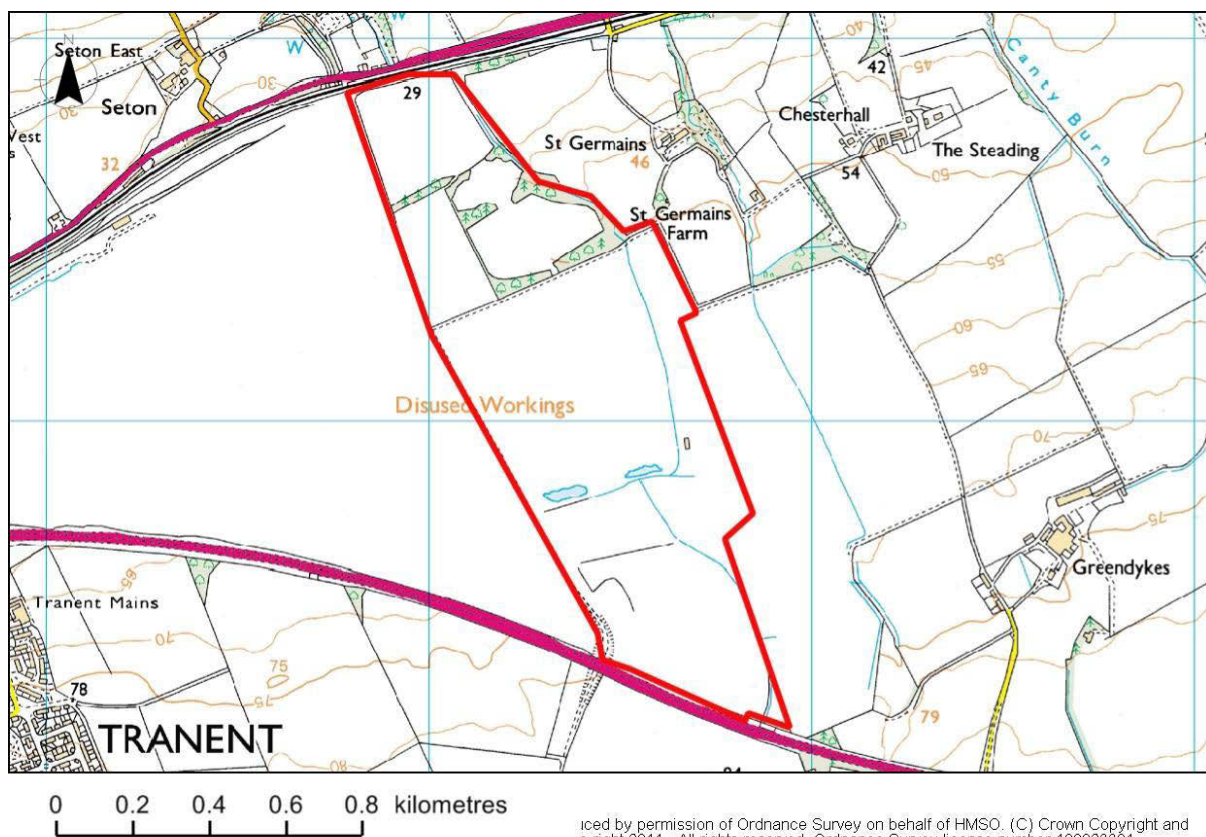 Seton East
W
W
N
30
30
Seton
30
29
32
St Germains
46
St Germains
Farm
42
40
45
Chesterhall
The Steading
54
50
Canty Burn
55
60
65
70
75
Disused Workings
Greendykes
79
Tranent Mains
65
70
75
75
78
TRANENT
80
0 0.2 0.4 0.6 0.8 kilometres
by permission of Ordnance Survey on behalf of HMSO. (C) Crown Copyright and